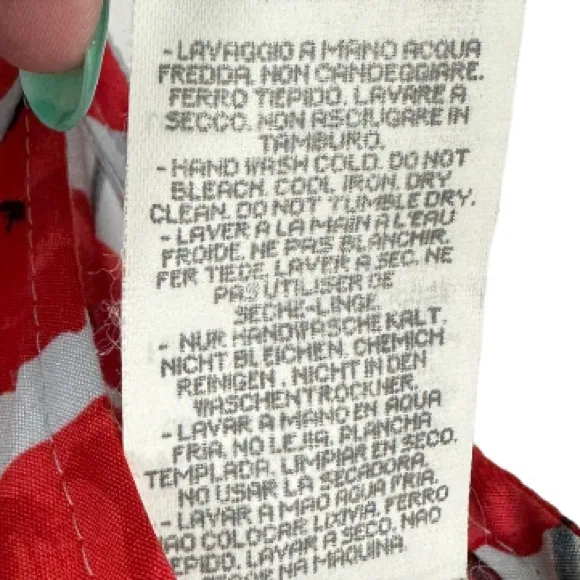 - LAVAGGIO A MANO ACQUA
FREDDA. NON CANDEGGIARE.
FERRO TIEPIDO. LAVARE A
SECCO. NON ASCIUGARE IN
TAMBURO.
- HAND WASH COLD. DO NOT
BLEACH. COOL IRON. DRY
CLEAN. DO NOT TUMBLE DRY.
- LAVER A LA MAIN A L'EAU
FROIDE. NE PAS BLANCHIR.
FER TIEDE. LAVER A SEC. NE
PAS UTILISER DE
SECHE-LINGE
- NUR HANDWASCHE KALT.
NICHT BLEICHEN. CHEMICH
REINIGEN. NICHT IN DEN
WASCHENTROCKNER.
- LAVAR A MANO EN AQUA
FRIA. NO LEJIA. PLANCHA
TEMPLADA. LIMPIAR EN SECO.
NO USAR LA SECADORA.
- LAVAR A MAO AGUA FRIA.
AO COLOCAR LIXIVIA. FERRO
EPIDO. LAVAR A SECO. NAO
NA MAQUINA.